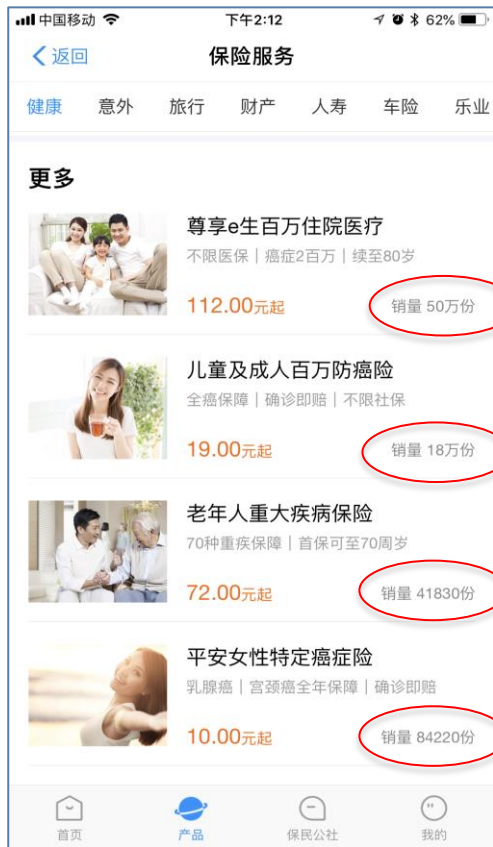 中国移动 下午2:12 62%
返回 保险服务
健康 意外 旅行 财产 人寿 车险 乐业
更多
尊享e生百万住院医疗
不限医保｜癌症2百万｜续至80岁
112.00元起 销量 50万份
儿童及成人百万防癌险
全癌保障｜确诊即赔｜不限社保
19.00元起 销量 18万份
老年人重大疾病保险
70种重疾保障｜首保可至70周岁
72.00元起 销量 41830份
平安女性特定癌症险
乳腺癌｜宫颈癌全年保障｜确诊即赔
10.00元起 销量 84220份
首页 产品 保民公社 我的